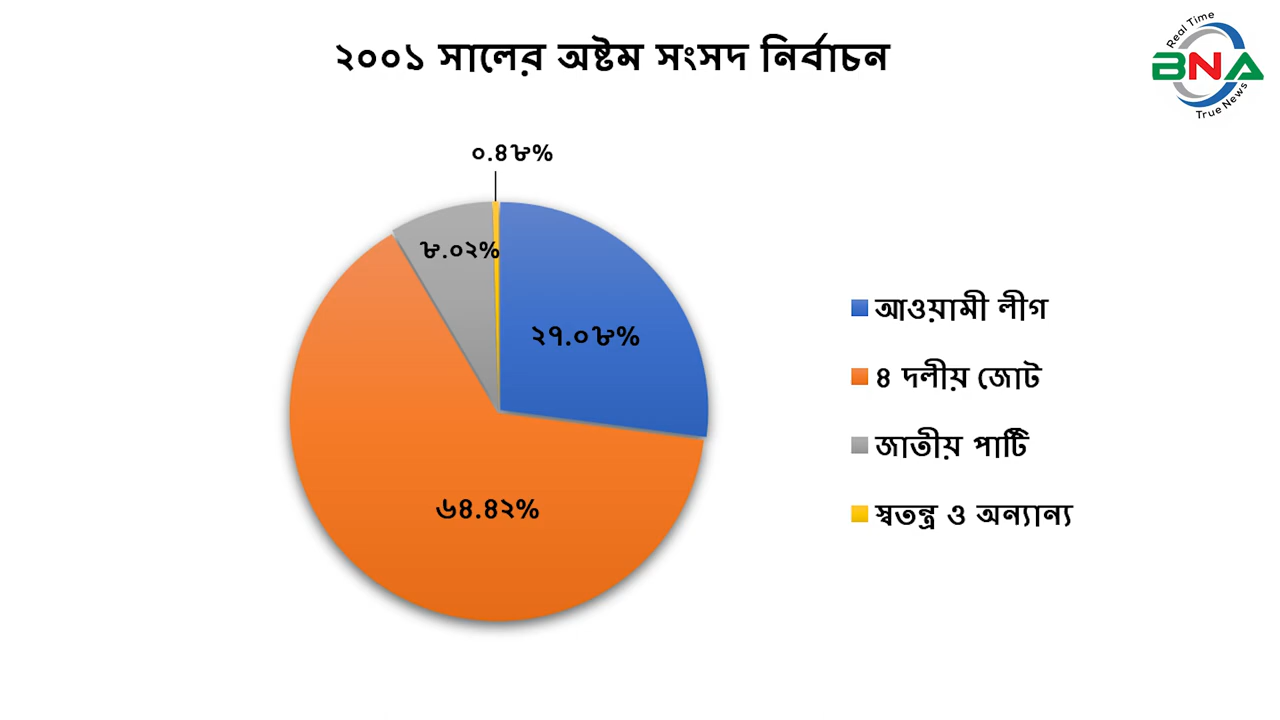 ২০০১ সালের অষ্টম সংসদ নির্বাচন
Real Time
BNA
True News
০.৪৮%
৮.০২%
২৭.০৮%
৬৪.৪২%
আওয়ামী লীগ
৪ দলীয় জোট
জাতীয় পার্টি
স্বতন্ত্র ও অন্যান্য